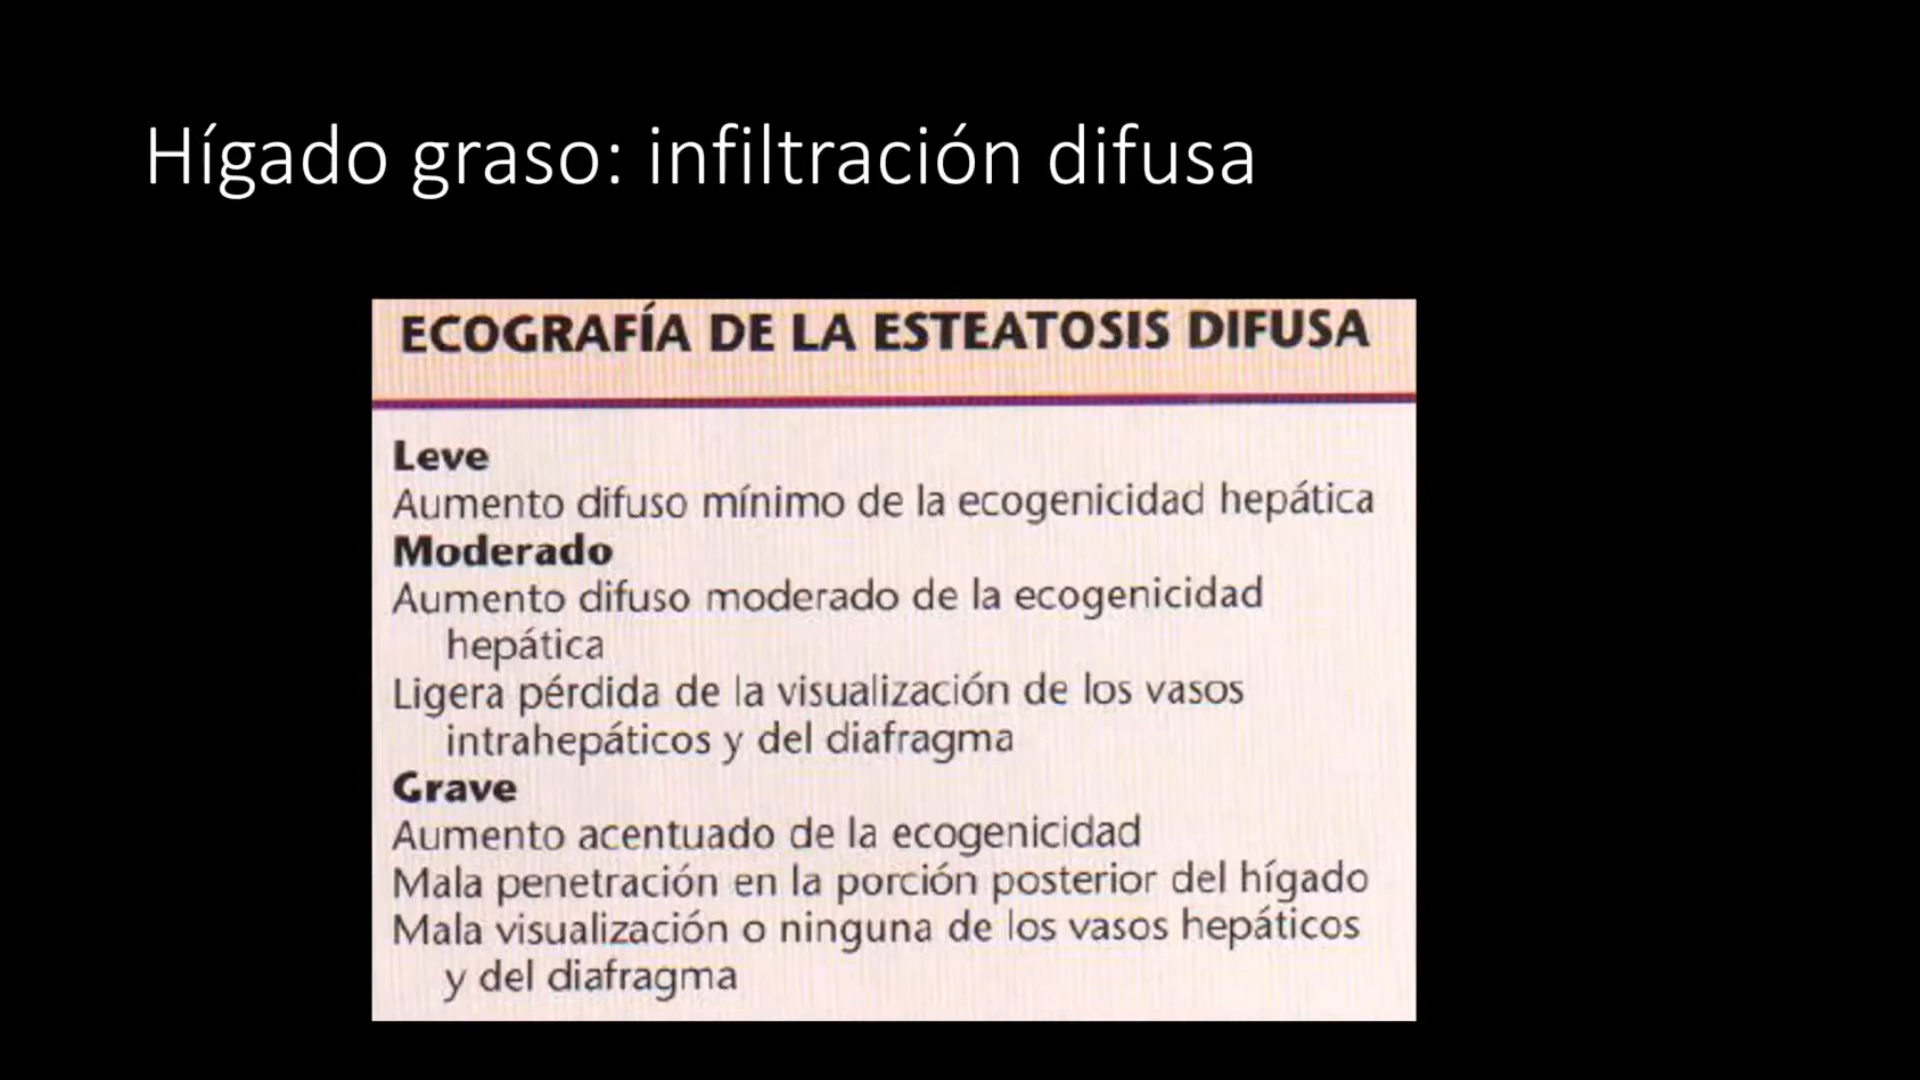 Hígado graso: infiltración difusa
ECOGRAFÍA DE LA ESTEATOSIS DIFUSA
Leve
Aumento difuso mínimo de la ecogenicidad hepática
Moderado
Aumento difuso moderado de la ecogenicidad
hepática
Ligera pérdida de la visualización de los vasos
intrahepáticos y del diafragma
Grave
Aumento acentuado de la ecogenicidad
Mala penetración en la porción posterior del hígado
Mala visualización o ninguna de los vasos hepáticos
y del diafragma